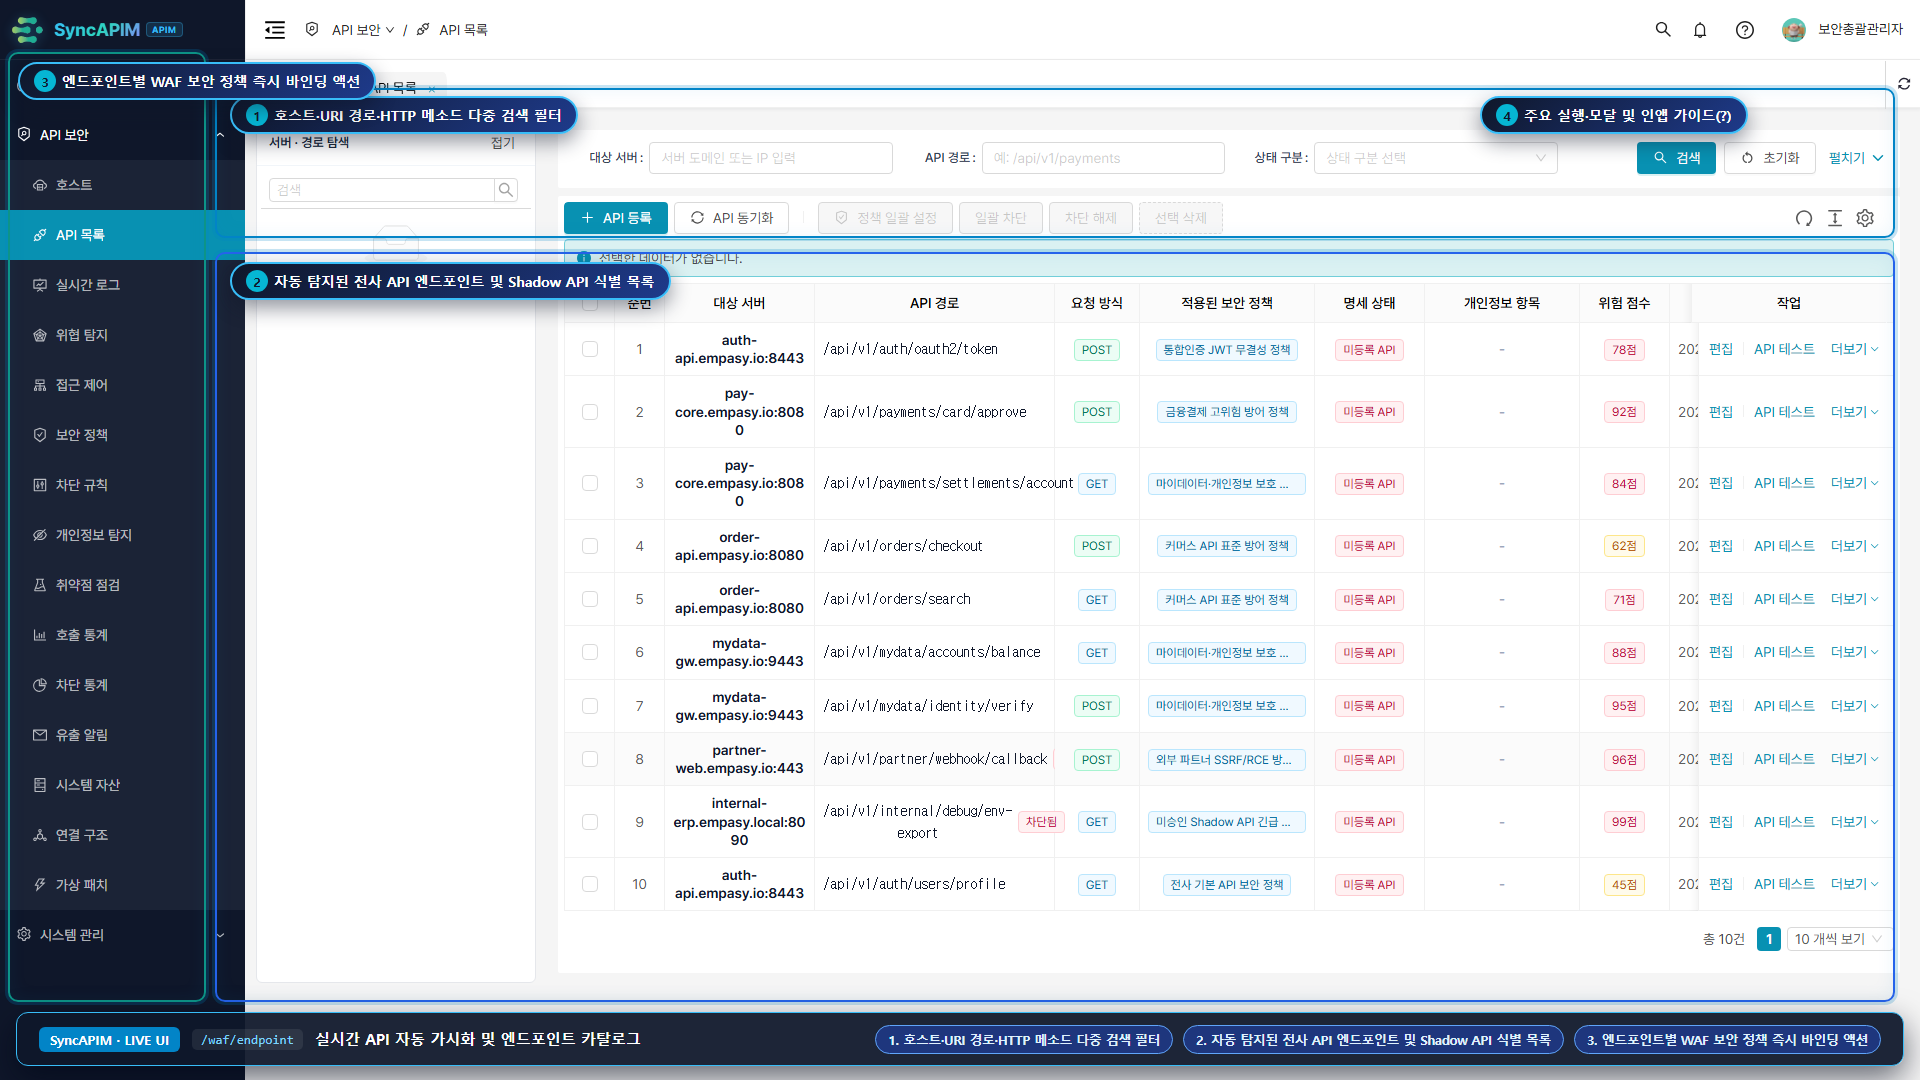 SyncAPIM APIM
API 보안 / API 목록
보안총괄관리자
3 엔드포인트별 WAF 보안 정책 즉시 바인딩 액션
API 목록 ×
1 호스트·URI 경로·HTTP 메소드 다중 검색 필터
4 주요 실행·모달 및 인앱 가이드(?)
API 보안
호스트
API 목록
실시간 로그
위협 탐지
접근 제어
보안 정책
차단 규칙
개인정보 탐지
취약점 점검
호출 통계
차단 통계
유출 알림
시스템 자산
연결 구조
가상 패치
시스템 관리
서버 · 경로 탐색 접기
검색
대상 서버 : 서버 도메인 또는 IP 입력 API 경로 : 예: /api/v1/payments 상태 구분 : 상태 구분 선택 검색 초기화 펼치기
API 등록 API 동기화 정책 일괄 설정 일괄 차단 차단 해제 선택 삭제
선택한 데이터가 없습니다.
2 자동 탐지된 전사 API 엔드포인트 및 Shadow API 식별 목록
순번 대상 서버 API 경로 요청 방식 적용된 보안 정책 명세 상태 개인정보 항목 위험 점수 작업
1 auth-api.empasy.io:8443 /api/v1/auth/oauth2/token POST 통합인증 JWT 무결성 정책 미등록 API - 78점 202 편집 API 테스트 더보기
2 pay-core.empasy.io:8080 /api/v1/payments/card/approve POST 금융결제 고위험 방어 정책 미등록 API - 92점 202 편집 API 테스트 더보기
3 pay-core.empasy.io:8080 /api/v1/payments/settlements/account GET 마이데이터·개인정보 보호 ... 미등록 API - 84점 202 편집 API 테스트 더보기
4 order-api.empasy.io:8080 /api/v1/orders/checkout POST 커머스 API 표준 방어 정책 미등록 API - 62점 202 편집 API 테스트 더보기
5 order-api.empasy.io:8080 /api/v1/orders/search GET 커머스 API 표준 방어 정책 미등록 API - 71점 202 편집 API 테스트 더보기
6 mydata-gw.empasy.io:9443 /api/v1/mydata/accounts/balance GET 마이데이터·개인정보 보호 ... 미등록 API - 88점 202 편집 API 테스트 더보기
7 mydata-gw.empasy.io:9443 /api/v1/mydata/identity/verify POST 마이데이터·개인정보 보호 ... 미등록 API - 95점 202 편집 API 테스트 더보기
8 partner-web.empasy.io:443 /api/v1/partner/webhook/callback POST 외부 파트너 SSRF/RCE 방... 미등록 API - 96점 202 편집 API 테스트 더보기
9 internal-erp.empasy.local:8090 /api/v1/internal/debug/env-export 차단됨 GET 미승인 Shadow API 긴급 ... 미등록 API - 99점 202 편집 API 테스트 더보기
10 auth-api.empasy.io:8443 /api/v1/auth/users/profile GET 전사 기본 API 보안 정책 미등록 API - 45점 202 편집 API 테스트 더보기
총 10건 1 10 개씩 보기
SyncAPIM · LIVE UI /waf/endpoint 실시간 API 자동 가시화 및 엔드포인트 카탈로그
1. 호스트·URI 경로·HTTP 메소드 다중 검색 필터
2. 자동 탐지된 전사 API 엔드포인트 및 Shadow API 식별 목록
3. 엔드포인트별 WAF 보안 정책 즉시 바인딩 액션